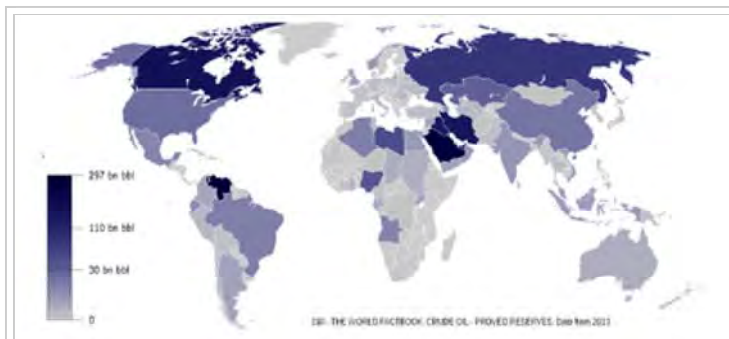 297 bn bbl
110 bn bbl
30 bn bbl
0
THE WORLD FACTBOOK, CRUDE OIL - PROVED RESERVES, Data from 2013